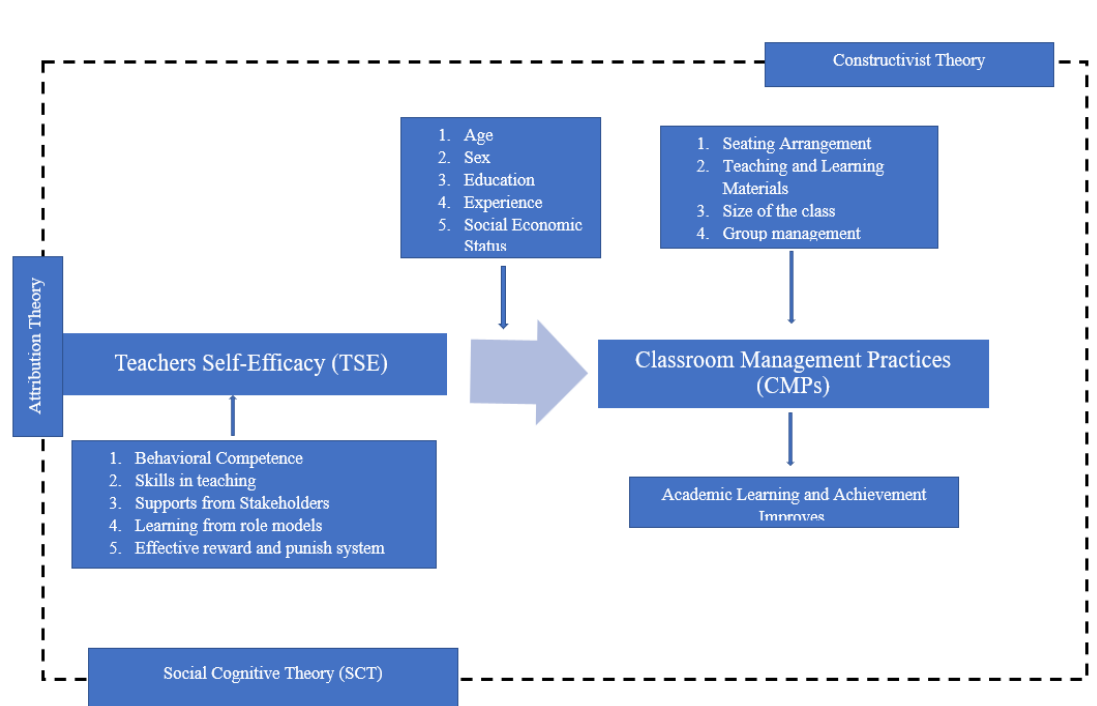 Constructivist Theory
1. Age
2. Sex
3. Education
4. Experience
5. Social Economic
Status
1. Seating Arrangement
2. Teaching and Learning
Materials
3. Size of the class
4. Group management
Attribution Theory
Teachers Self-Efficacy (TSE)
Classroom Management Practices
(CMPs)
1. Behavioral Competence
2. Skills in teaching
3. Supports from Stakeholders
4. Learning from role models
5. Effective reward and punish system
Academic Learning and Achievement
Improves
Social Cognitive Theory (SCT)